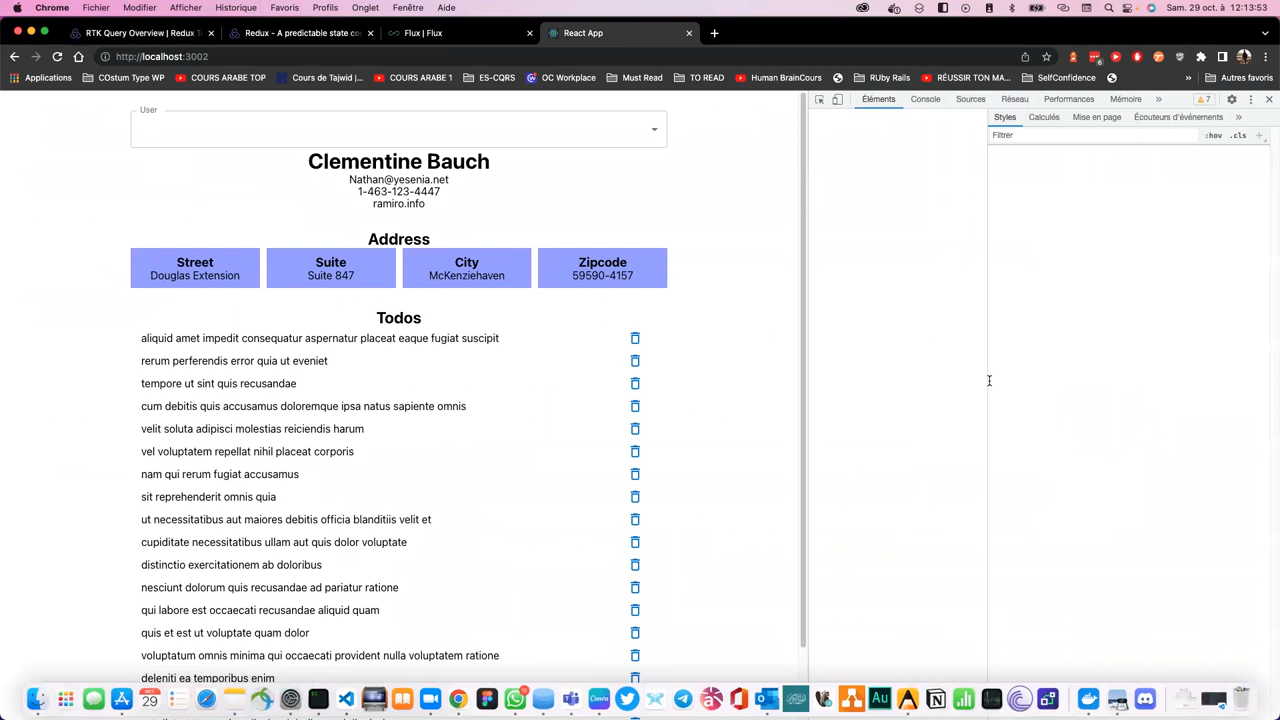 Chrome Fichier Modifier Afficher Historique Favoris Profils Onglet Fenêtre Aide Sam. 29 oct. à 12:13:53
RTK Query Overview | Redux T Redux - A predictable state co Flux | Flux React App
http://localhost:3002
Applications COstum Type WP COURS ARABE TOP Cours de Tajwid |... COURS ARABE 1 ES-CQRS OC Workplace Must Read TO READ Human BrainCours RUby Rails RÉUSSIR TON MA... SelfConfidence » Autres favoris
Éléments Console Sources Réseau Performances Mémoire » 7
Styles Calculés Mise en page Écouteurs d'événements »
Filtrer :hov .cls +
User
Clementine Bauch
Nathan@yesenia.net
1-463-123-4447
ramiro.info
Address
Street Suite City Zipcode
Douglas Extension Suite 847 McKenziehaven 59590-4157
Todos
aliquid amet impedit consequatur aspernatur placeat eaque fugiat suscipit
rerum perferendis error quia ut eveniet
tempore ut sint quis recusandae
cum debitis quis accusamus doloremque ipsa natus sapiente omnis
velit soluta adipisci molestias reiciendis harum
vel voluptatem repellat nihil placeat corporis
nam qui rerum fugiat accusamus
sit reprehenderit omnis quia
ut necessitatibus aut maiores debitis officia blanditiis velit et
cupiditate necessitatibus ullam aut quis dolor voluptate
distinctio exercitationem ab doloribus
nesciunt dolorum quis recusandae ad pariatur ratione
qui labore est occaecati recusandae aliquid quam
quis et est ut voluptate quam dolor
voluptatum omnis minima qui occaecati provident nulla voluptatem ratione
deleniti ea temporibus enim